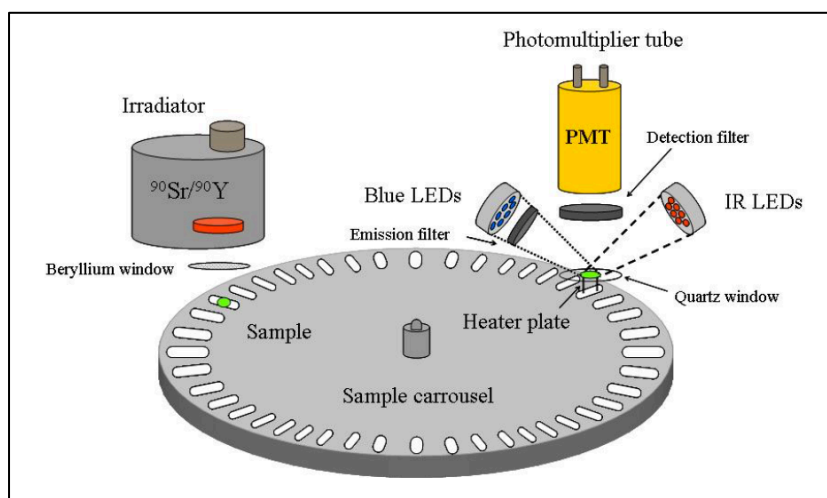 Photomultiplier tube
Irradiator
PMT
Detection filter
⁹⁰Sr/⁹⁰Y
Blue LEDs
IR LEDs
Emission filter
Beryllium window
Quartz window
Sample
Heater plate
Sample carrousel